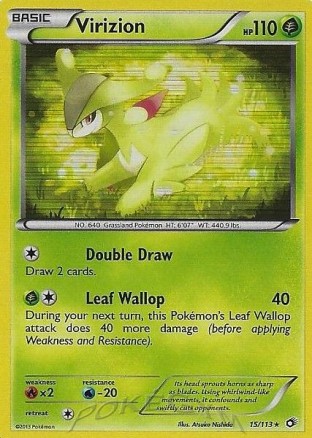 BASIC
Virizion
HP110
NO. 640 Grassland Pokémon HT: 6'07" WT: 440.9 lbs.
Double Draw
Draw 2 cards.
Leaf Wallop 40
During your next turn, this Pokémon's Leaf Wallop
attack does 40 more damage (before applying
Weakness and Resistance).
weakness
×2
resistance
-20
retreat
Its head sprouts horns as sharp
as blades. Using whirlwind-like
movements, it confounds and
swiftly cuts opponents.
©2013 Pokémon
Illus. Atsuko Nishida
15/113 ★